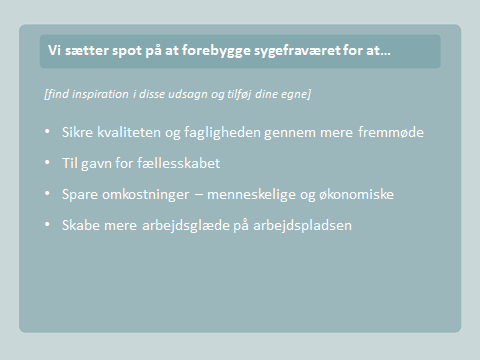 Vi sætter spot på at forebygge sygefraværet for at...
[find inspiration i disse udsagn og tilføj dine egne]
• Sikre kvaliteten og fagligheden gennem mere fremmøde
• Til gavn for fællesskabet
• Spare omkostninger – menneskelige og økonomiske
• Skabe mere arbejdsglæde på arbejdspladsen